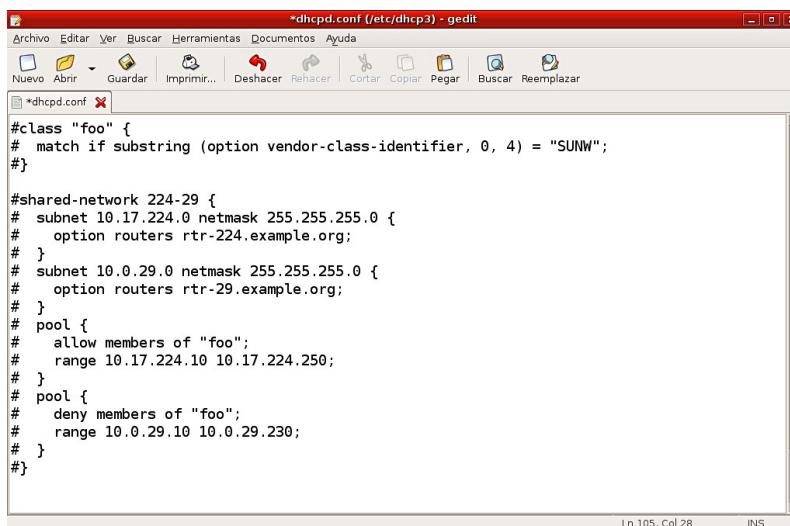 *dhcpd.conf (/etc/dhcp3) - gedit
Archivo Editar Ver Buscar Herramientas Documentos Ayuda
Nuevo Abrir Guardar Imprimir... Deshacer Rehacer Cortar Copiar Pegar Buscar Reemplazar
*dhcpd.conf
#class "foo" {
#  match if substring (option vendor-class-identifier, 0, 4) = "SUNW";
#}
#shared-network 224-29 {
#  subnet 10.17.224.0 netmask 255.255.255.0 {
#    option routers rtr-224.example.org;
#  }
#  subnet 10.0.29.0 netmask 255.255.255.0 {
#    option routers rtr-29.example.org;
#  }
#  pool {
#    allow members of "foo";
#    range 10.17.224.10 10.17.224.250;
#  }
#  pool {
#    deny members of "foo";
#    range 10.0.29.10 10.0.29.230;
#  }
#}
Ln 105, Col 28 INS